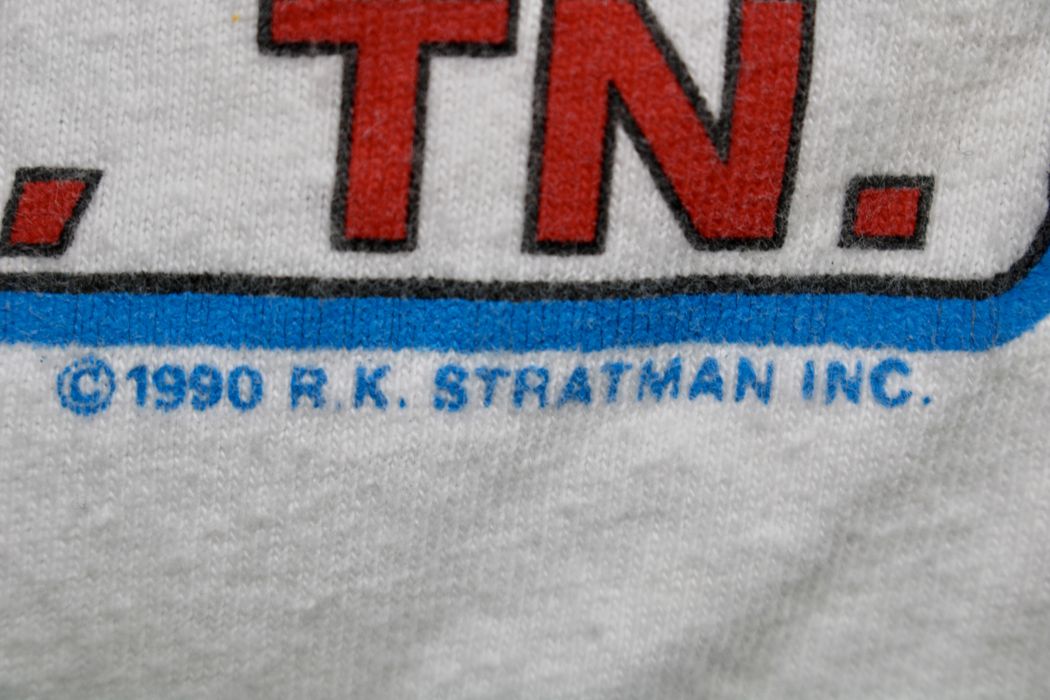 , TN.
©1990 R.K. STRATMAN INC.